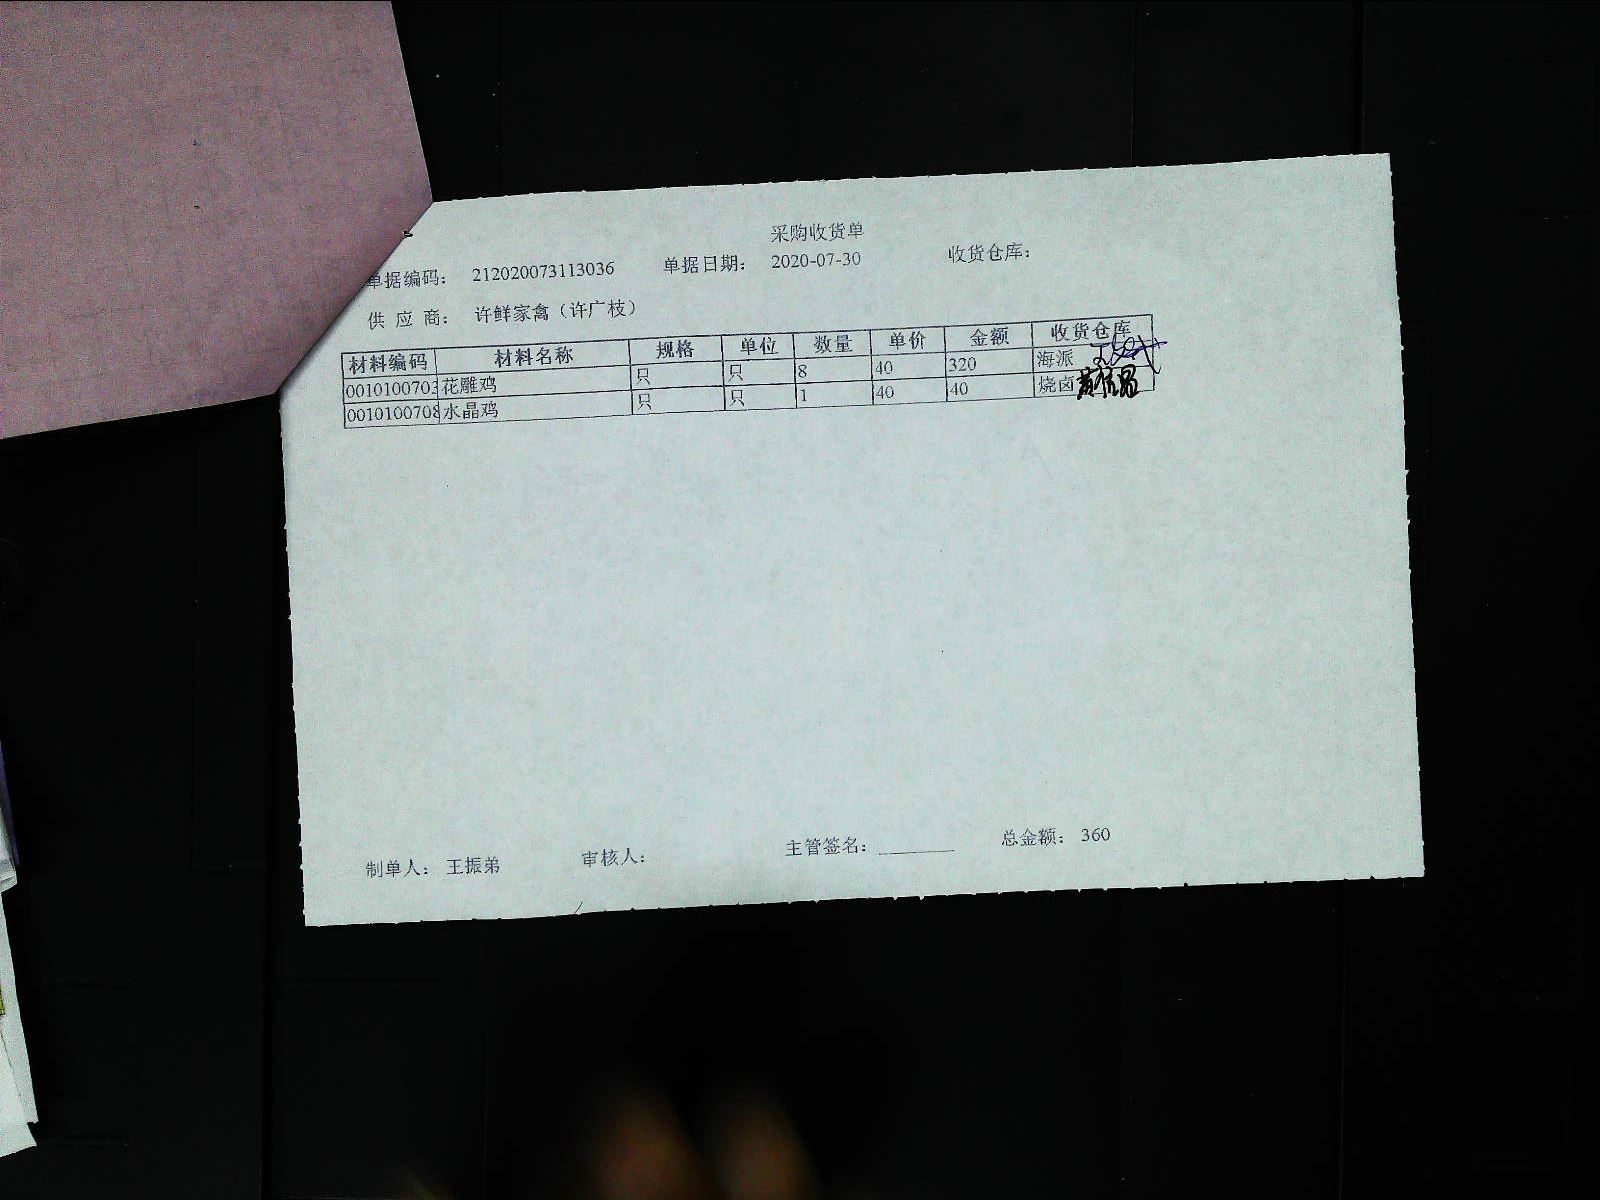 采购收货单
单据编码： 212020073113036 单据日期： 2020-07-30 收货仓库：
供 应 商： 许鲜家禽（许广枝）
材料编码 材料名称 规格 单位 数量 单价 金额 收货仓库
0010100703 花雕鸡 只 只 8 40 320 海派
0010100708 水晶鸡 只 只 1 40 40 烧卤
制单人： 王振弟 审核人： 主管签名： 总金额： 360